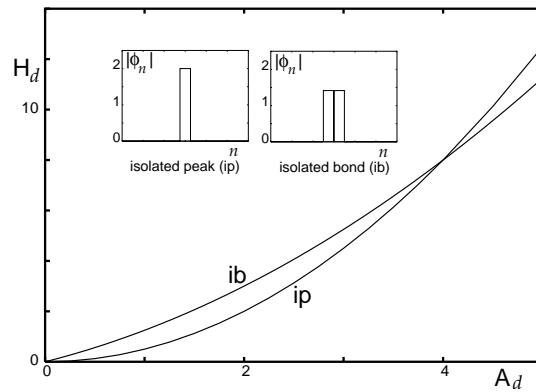 H_d
10
0
0
2
4
A_d
ib
ip
|ϕ_n|
2
1
0
n
isolated peak (ip)
|ϕ_n|
2
1
0
n
isolated bond (ib)